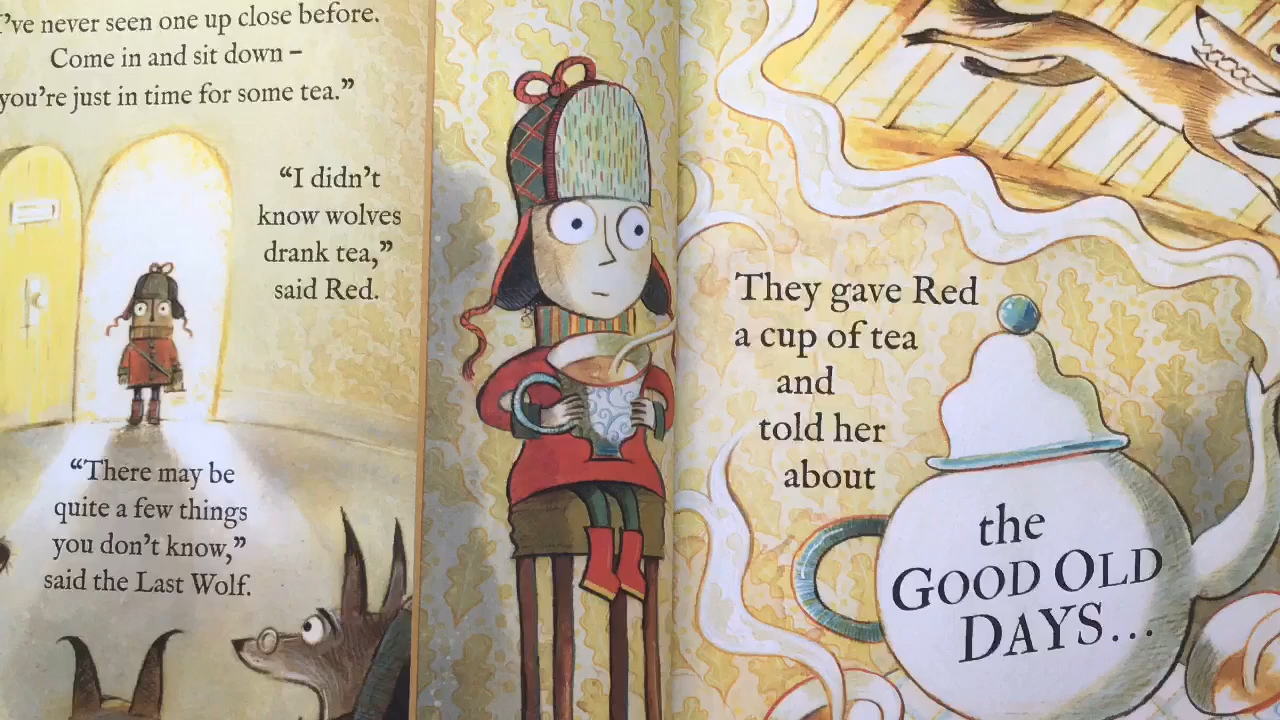 I've never seen one up close before.
Come in and sit down –
you're just in time for some tea.”
“I didn't
know wolves
drank tea,”
said Red.
“There may be
quite a few things
you don't know,”
said the Last Wolf.
They gave Red
a cup of tea
and
told her
about
the
GOOD OLD
DAYS...